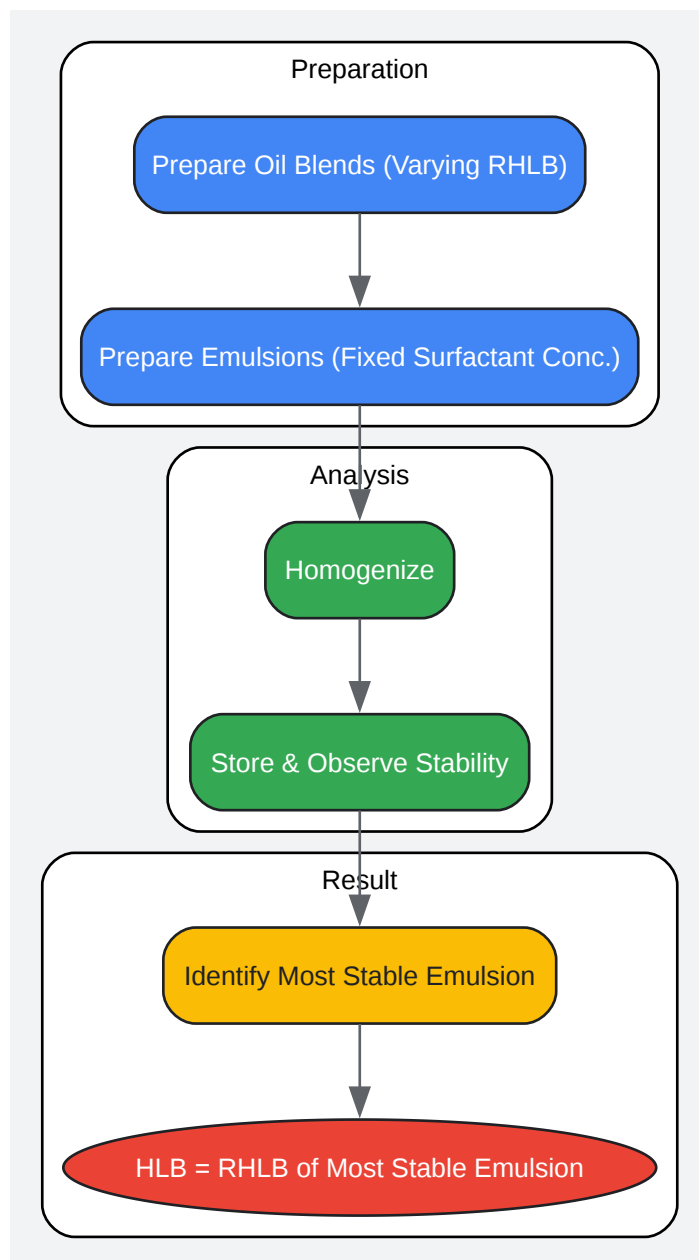 Preparation
Prepare Oil Blends (Varying RHLB)
Prepare Emulsions (Fixed Surfactant Conc.)
Analysis
Homogenize
Store & Observe Stability
Result
Identify Most Stable Emulsion
HLB = RHLB of Most Stable Emulsion